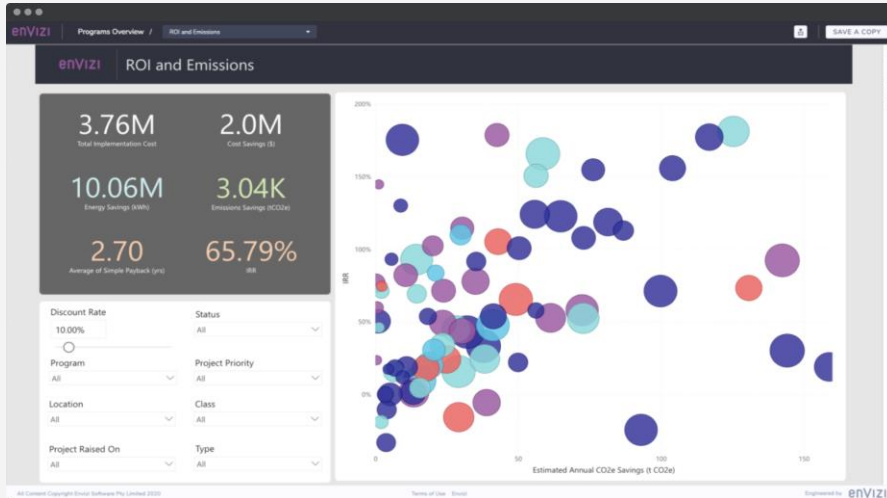 enVIZI
Programs Overview / ROI and Emissions
SAVE A COPY
enVIZI ROI and Emissions
3.76M
Total Implementation Cost
2.0M
Cost Savings ($)
10.06M
Energy Savings (kWh)
3.04K
Emissions Savings (tCO2e)
2.70
Average of Simple Payback (yrs)
65.79%
IRR
Discount Rate
10.00%
Status
All
Program
All
Project Priority
All
Location
All
Class
All
Project Raised On
All
Type
All
200%
150%
100%
50%
0%
IRR
0 50 100 150
Estimated Annual CO2e Savings (t CO2e)
All Content Copyright Envizi Software Pty Limited 2020
Terms of Use Envizi
Engineered by enVIZI